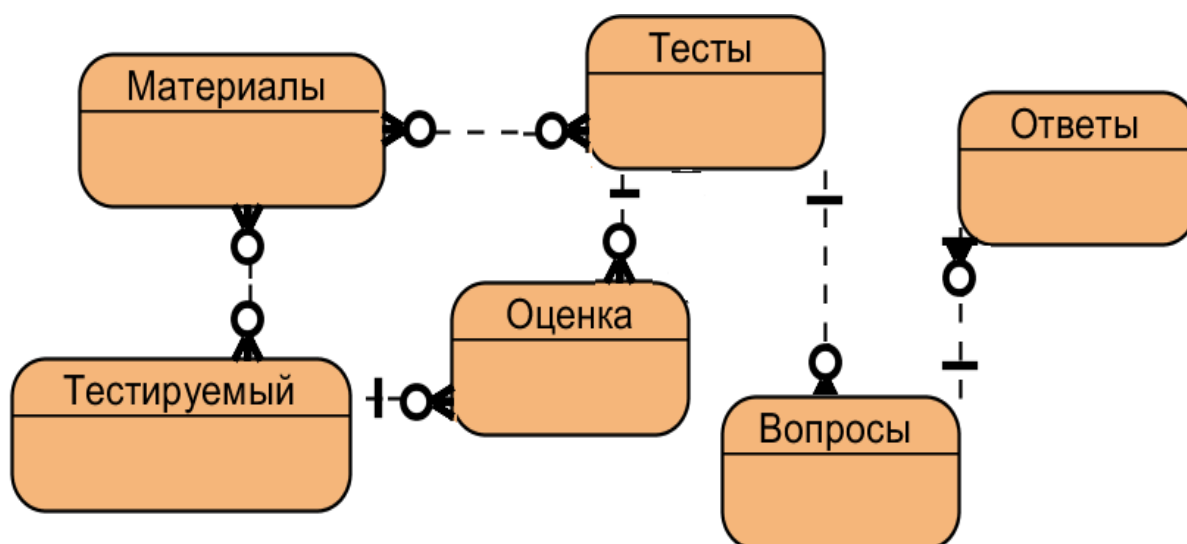 Тесты
Материалы
Ответы
Оценка
Тестируемый
Вопросы